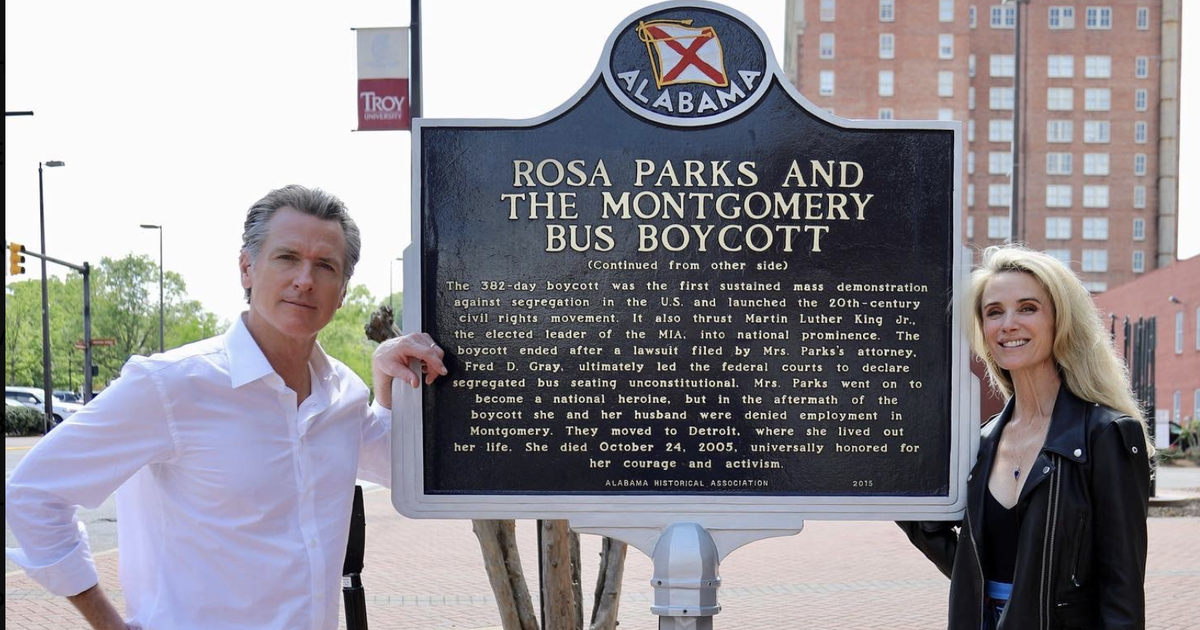 TROY
UNIVERSITY
ALABAMA
ROSA PARKS AND
THE MONTGOMERY
BUS BOYCOTT
(Continued from other side)
The 382-day boycott was the first sustained mass demonstration
against segregation in the U.S. and launched the 20th-century
civil rights movement. It also thrust Martin Luther King Jr.,
the elected leader of the MIA, into national prominence. The
boycott ended after a lawsuit filed by Mrs. Parks's attorney,
Fred D. Gray, ultimately led the federal courts to declare
segregated bus seating unconstitutional. Mrs. Parks went on to
become a national heroine, but in the aftermath of the
boycott she and her husband were denied employment in
Montgomery. They moved to Detroit, where she lived out
her life. She died October 24, 2005, universally honored for
her courage and activism.
ALABAMA HISTORICAL ASSOCIATION 2015